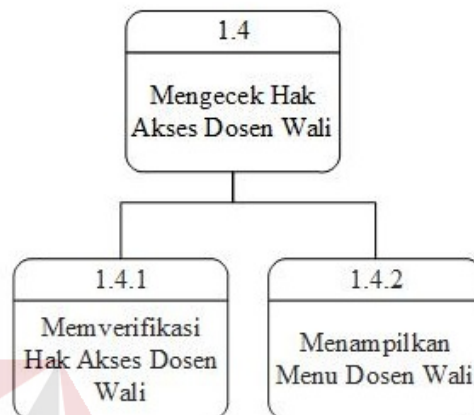 1.4
Mengecek Hak
Akses Dosen Wali
1.4.1
Memverifikasi
Hak Akses Dosen
Wali
1.4.2
Menampilkan
Menu Dosen Wali